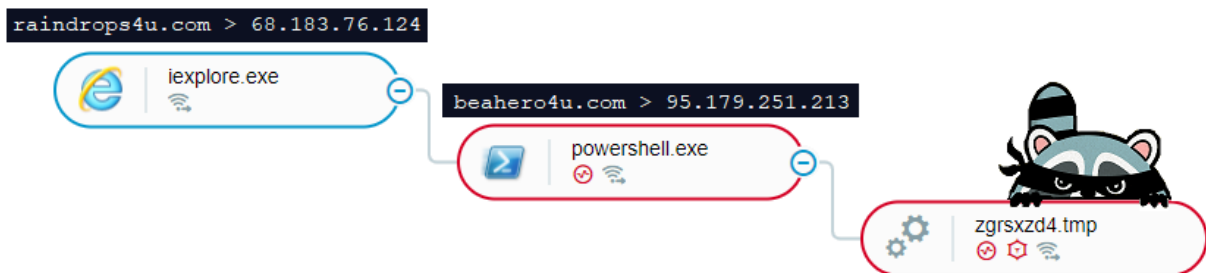 raindrops4u.com > 68.183.76.124
iexplore.exe
beahero4u.com > 95.179.251.213
powershell.exe
zgrsxzd4.tmp